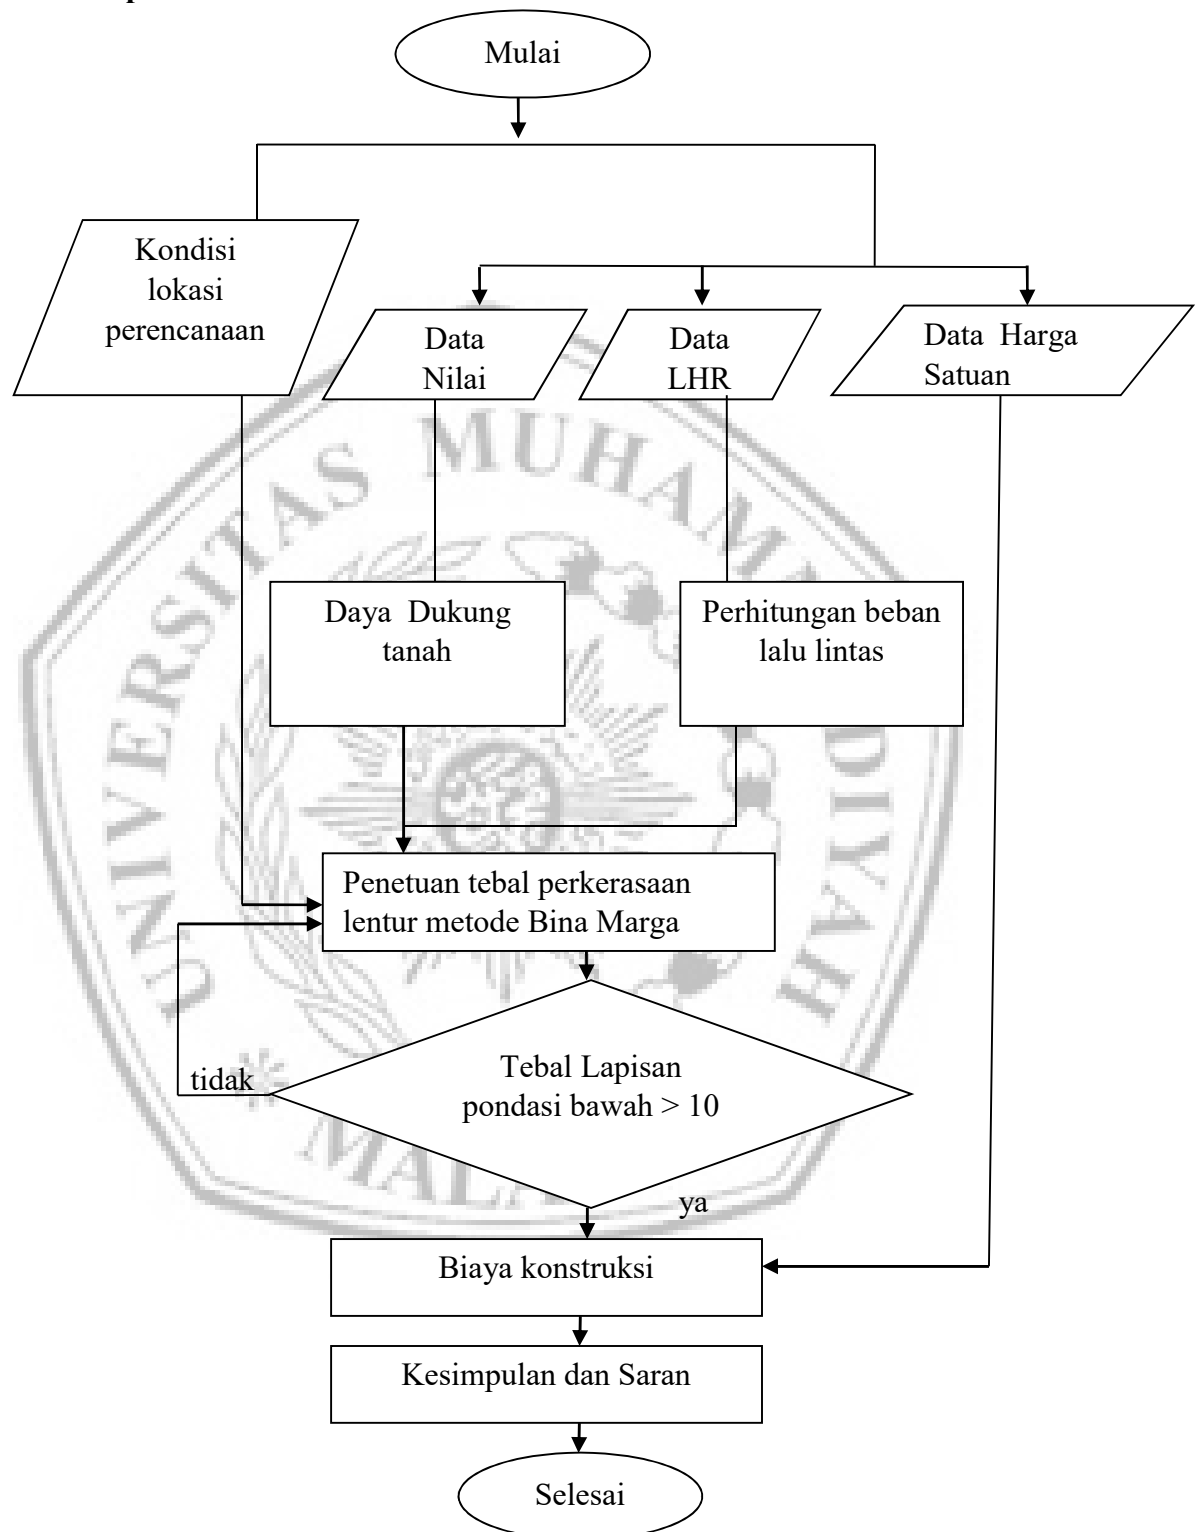 Mulai
Kondisi
lokasi
perencanaan
Data
Nilai
Data
LHR
Data Harga
Satuan
Daya Dukung
tanah
Perhitungan beban
lalu lintas
Penetuan tebal perkerasaan
lentur metode Bina Marga
Tebal Lapisan
pondasi bawah > 10
tidak
ya
Biaya konstruksi
Kesimpulan dan Saran
Selesai
UNIVERSITAS MUHAMMADIYAH